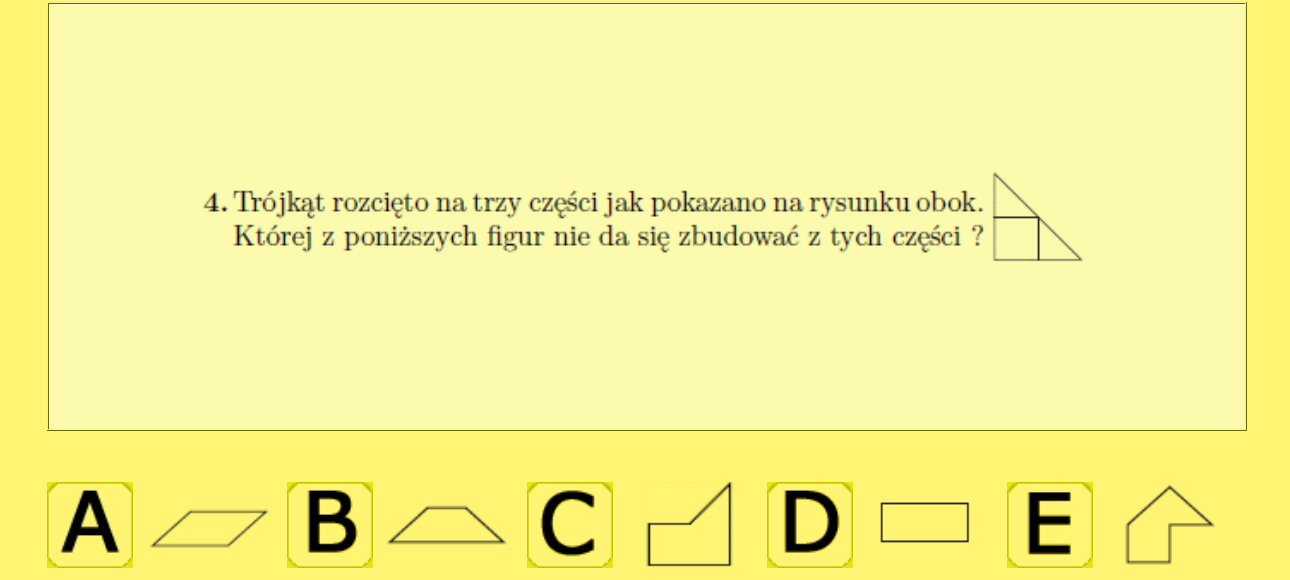 4. Trójkąt rozcięto na trzy części jak pokazano na rysunku obok.
Której z poniższych figur nie da się zbudować z tych części ?
A B C D E